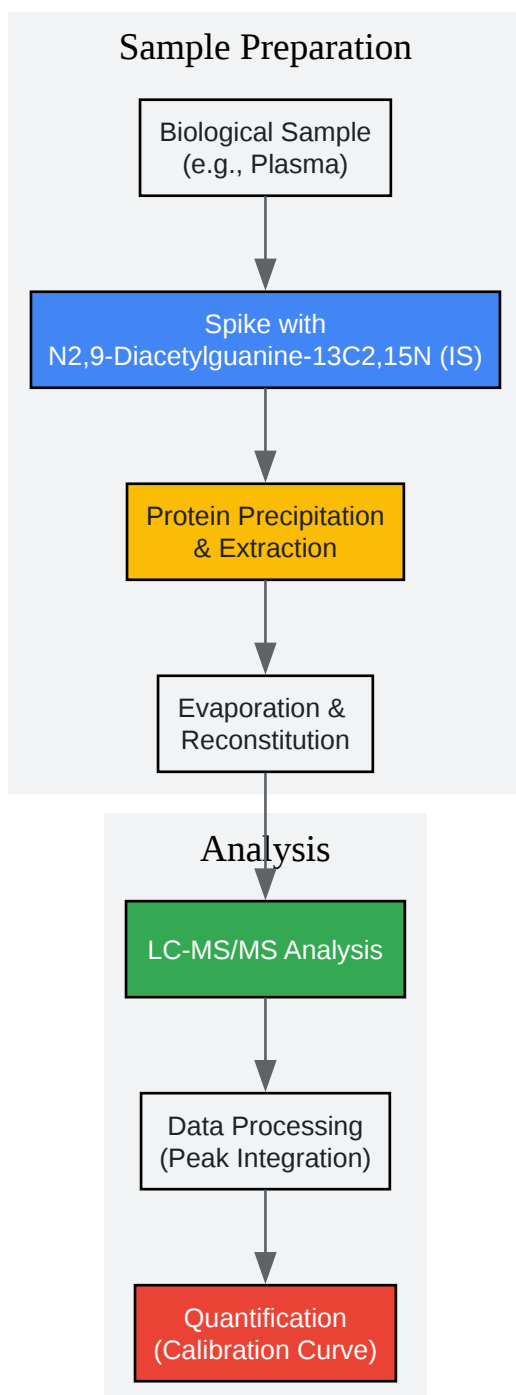 Sample Preparation
Biological Sample
(e.g., Plasma)
Spike with
N2,9-Diacetylguanine-13C2,15N (IS)
Protein Precipitation
& Extraction
Evaporation &
Reconstitution
Analysis
LC-MS/MS Analysis
Data Processing
(Peak Integration)
Quantification
(Calibration Curve)